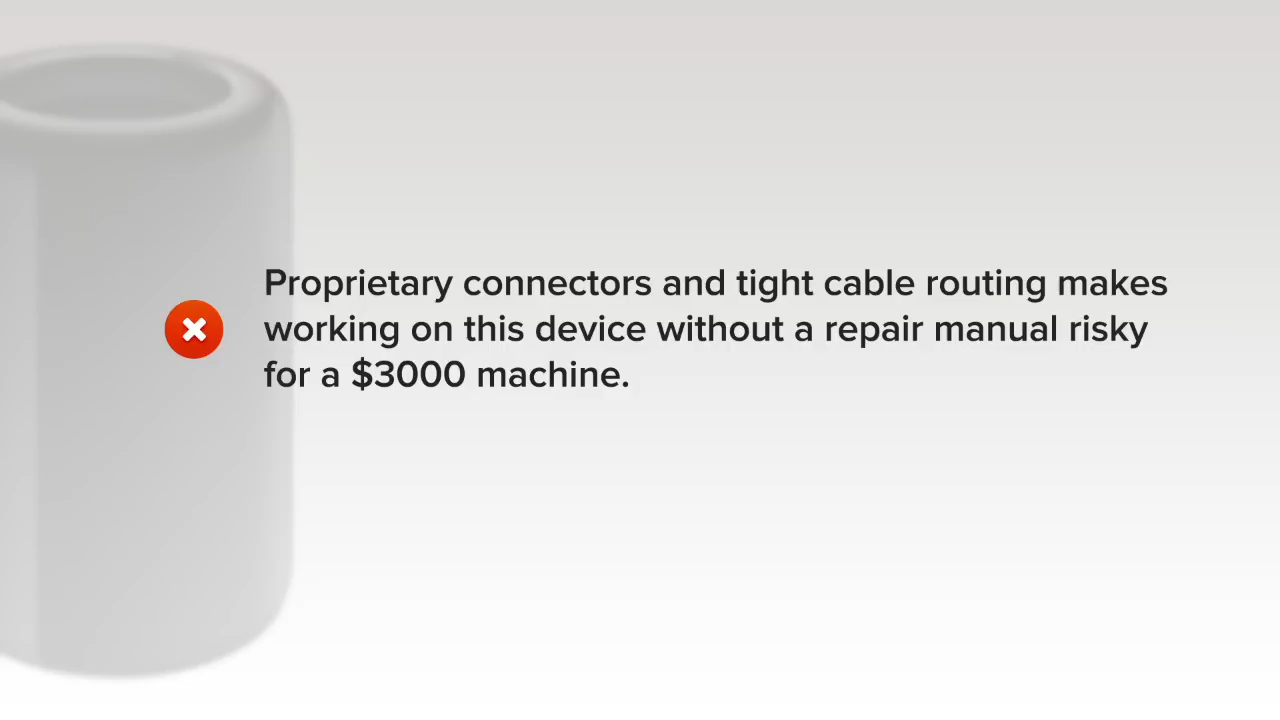 Proprietary connectors and tight cable routing makes
working on this device without a repair manual risky
for a $3000 machine.